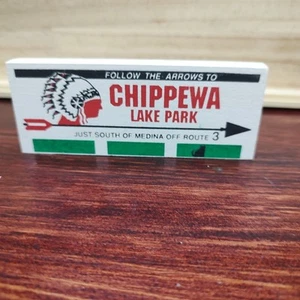 FOLLOW THE ARROWS TO
CHIPPEWA
LAKE PARK
JUST SOUTH OF MEDINA OFF ROUTE 3